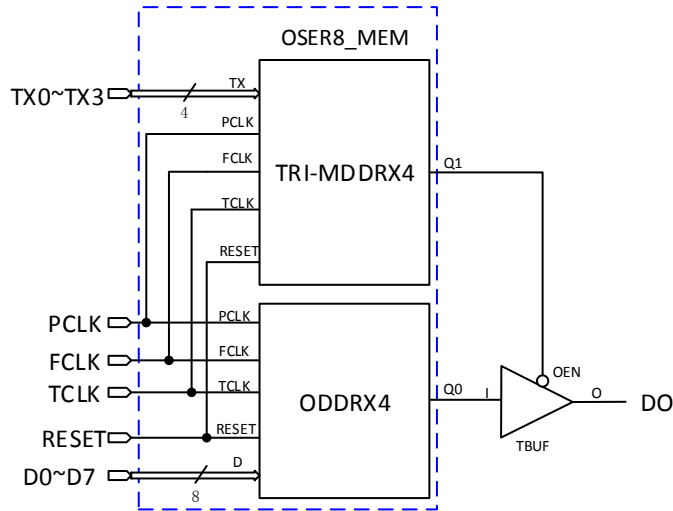 OSER8_MEM
TX0~TX3
4
TX
PCLK
FCLK
TCLK
RESET
TRI-MDDRX4
Q1
PCLK
FCLK
TCLK
RESET
D0~D7
8
PCLK
FCLK
TCLK
RESET
D
ODDRX4
Q0
I
OEN
O
TBUF
DO